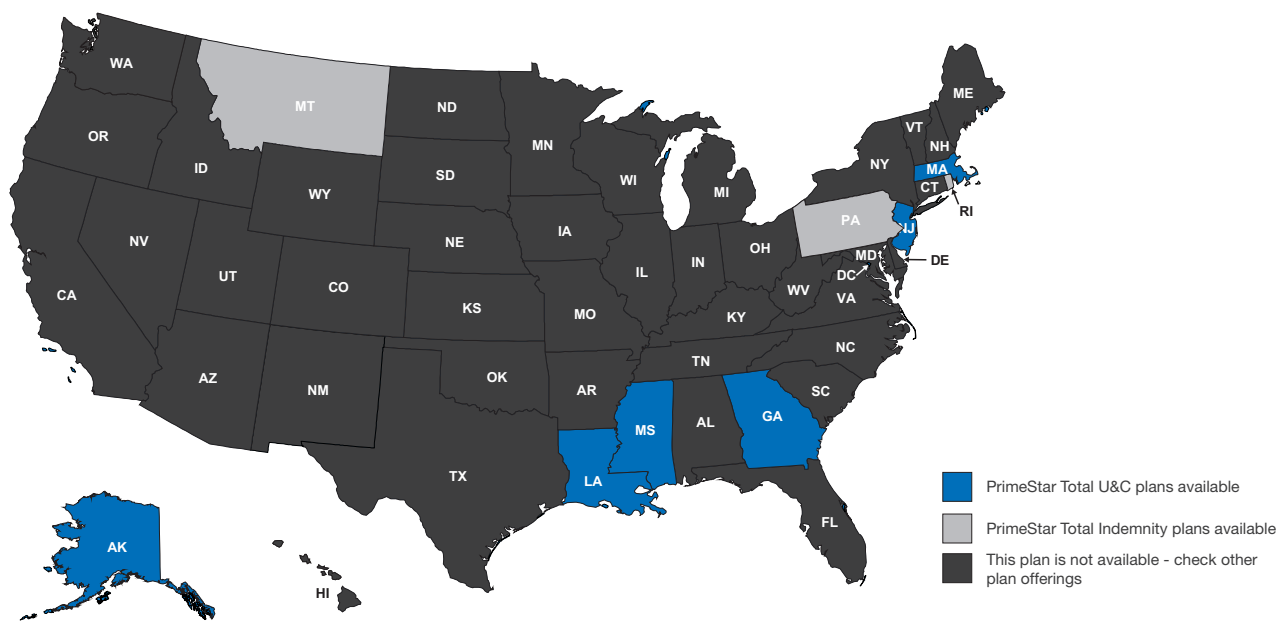 WA
MT
ND
ME
OR
MN
VT
NH
ID
SD
WI
NY
MA
WY
MI
CT
RI
NV
NE
IA
PA
NJ
UT
CO
IL
IN
OH
MD
DE
CA
DC
KS
MO
WV
VA
KY
AZ
NM
OK
AR
TN
NC
SC
MS
AL
GA
TX
LA
FL
AK
HI
PrimeStar Total U&C plans available
PrimeStar Total Indemnity plans available
This plan is not available - check other
plan offerings